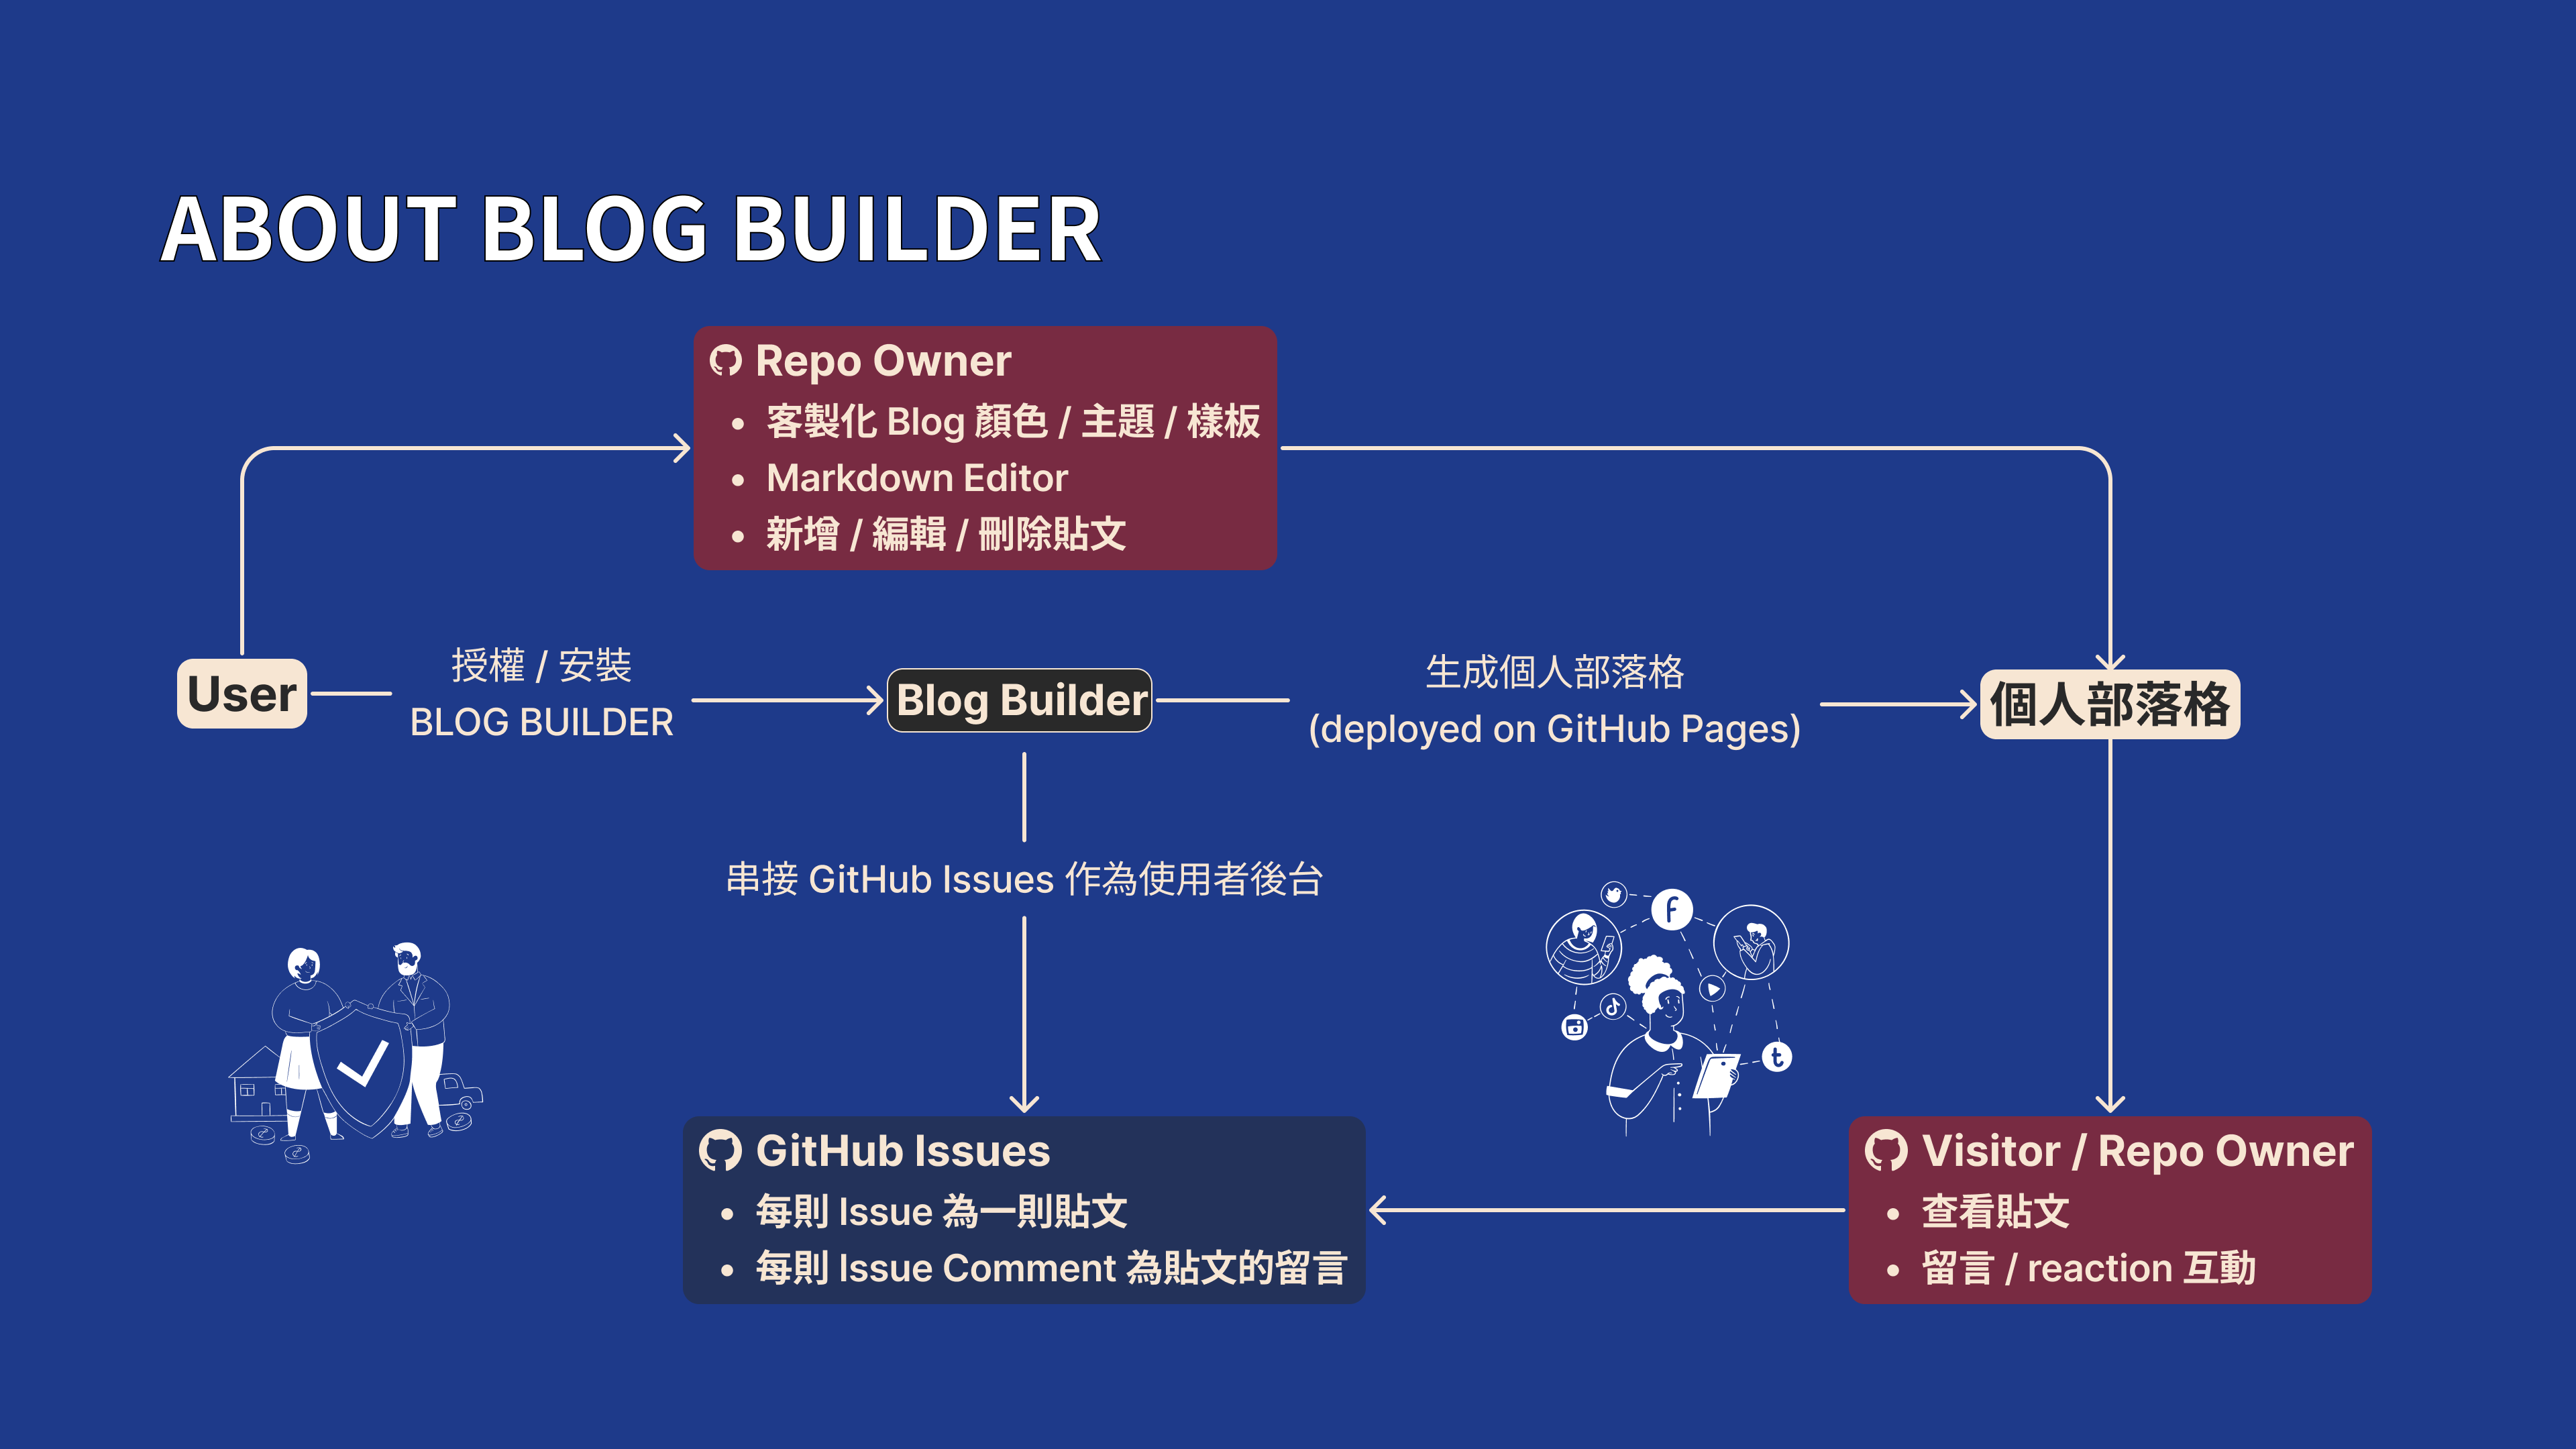 ABOUT BLOG BUILDER
Repo Owner
• 客製化 Blog 顏色 / 主題 / 樣板
• Markdown Editor
• 新增 / 編輯 / 刪除貼文
User
授權 / 安裝
BLOG BUILDER
Blog Builder
生成個人部落格
(deployed on GitHub Pages)
個人部落格
串接 GitHub Issues 作為使用者後台
GitHub Issues
• 每則 Issue 為一則貼文
• 每則 Issue Comment 為貼文的留言
Visitor / Repo Owner
• 查看貼文
• 留言 / reaction 互動